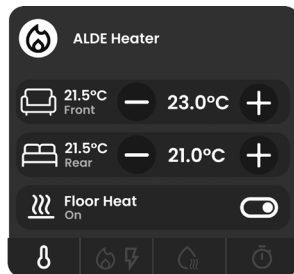 ALDE Heater
21.5°C
Front
23.0°C
21.5°C
Rear
21.0°C
Floor Heat
On